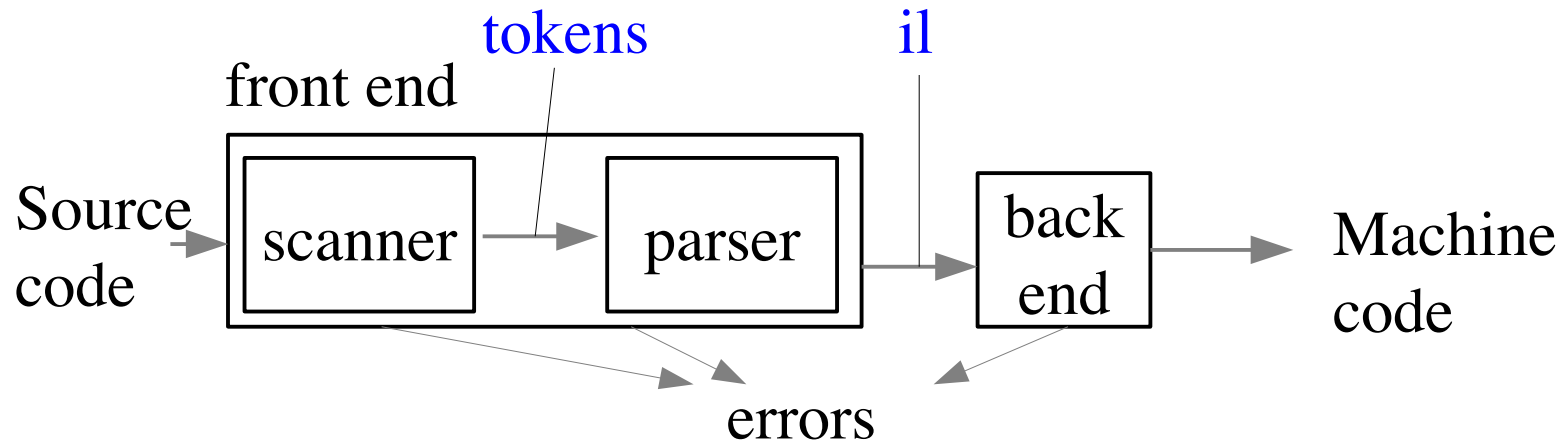 tokens
il
front end
Source
code
scanner
parser
back
end
Machine
code
errors